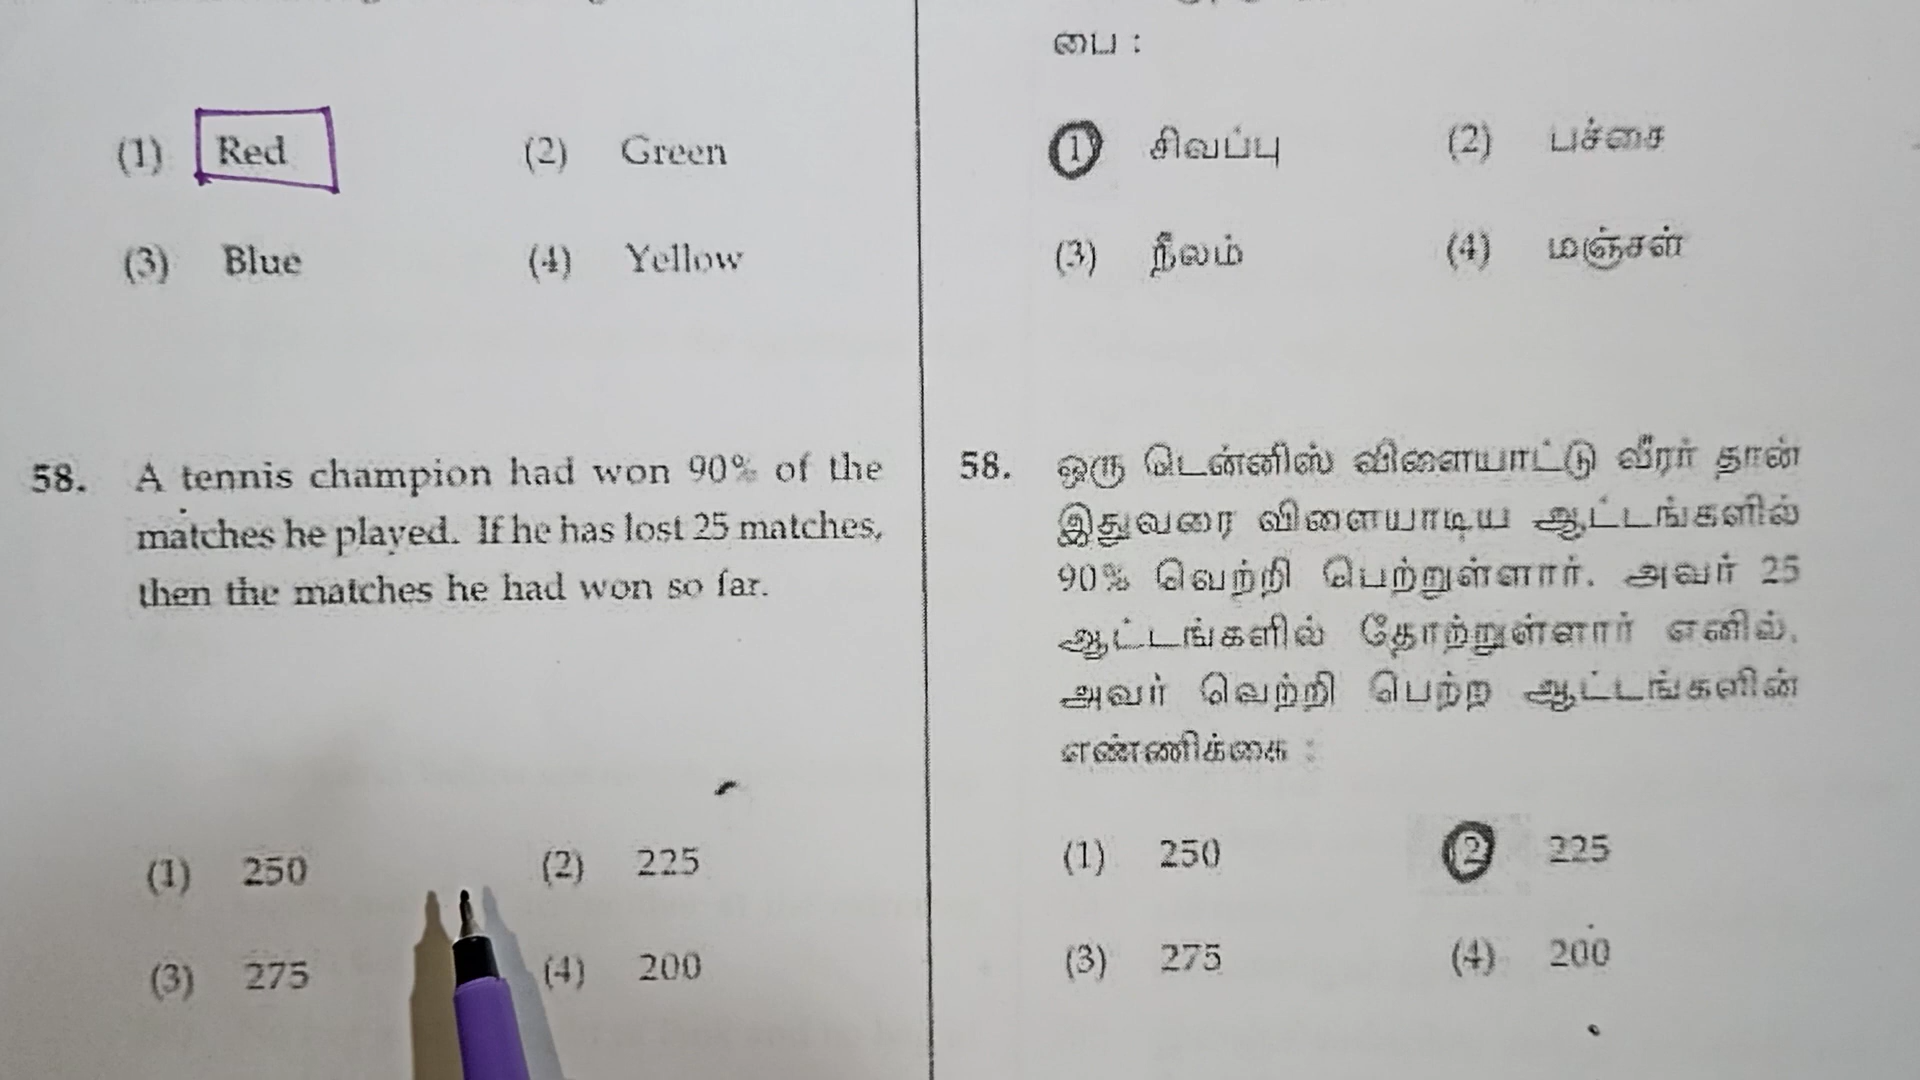 (1) Red (2) Green
(3) Blue (4) Yellow
58. A tennis champion had won 90% of the
matches he played. If he has lost 25 matches,
then the matches he had won so far.
(1) 250 (2) 225
(3) 275 (4) 200
பை :
(1) சிவப்பு (2) பச்சை
(3) நீலம் (4) மஞ்சள்
58. ஒரு டென்னிஸ் விளையாட்டு வீரர் தான்
இதுவரை விளையாடிய ஆட்டங்களில்
90% வெற்றி பெற்றுள்ளார். அவர் 25
ஆட்டங்களில் தோற்றுள்ளார் எனில்,
அவர் வெற்றி பெற்ற ஆட்டங்களின்
எண்ணிக்கை :
(1) 250 (2) 225
(3) 275 (4) 200